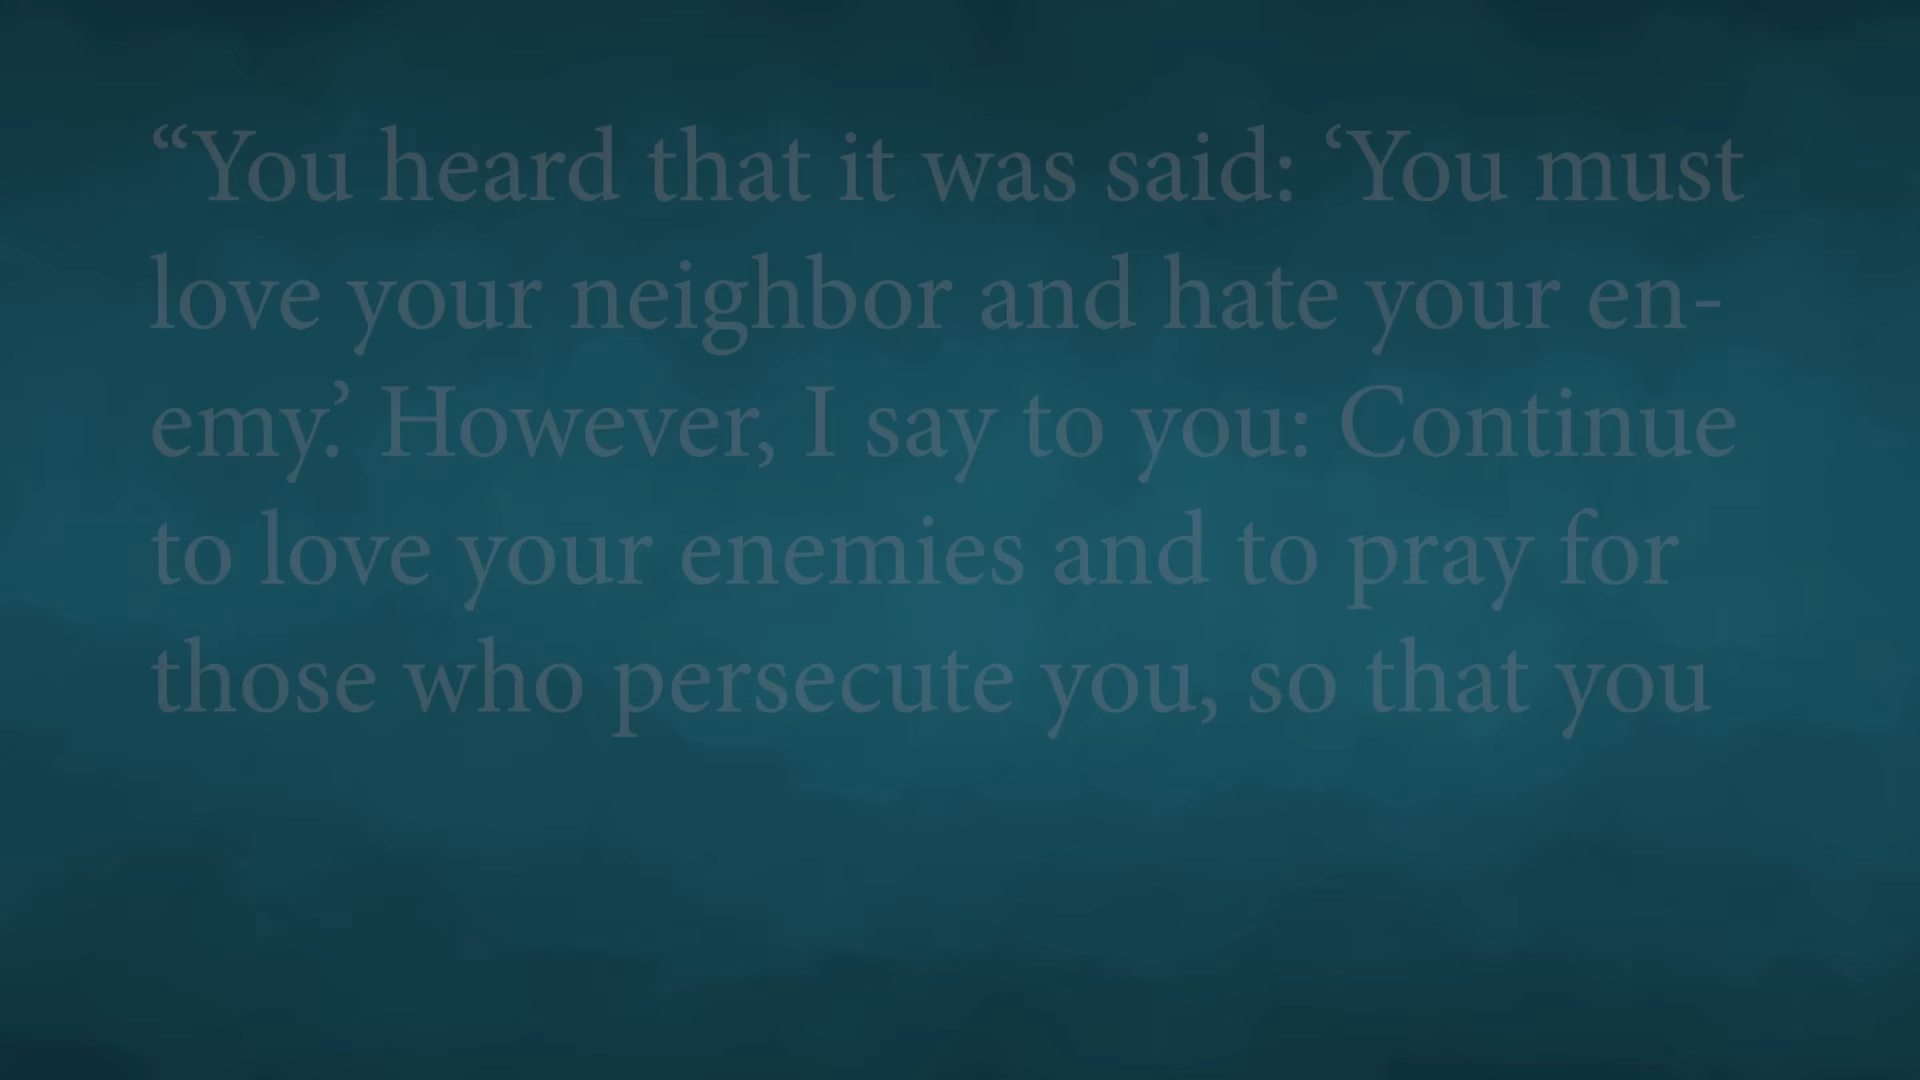 “You heard that it was said: ‘You must
love your neighbor and hate your en-
emy.’ However, I say to you: Continue
to love your enemies and to pray for
those who persecute you, so that you